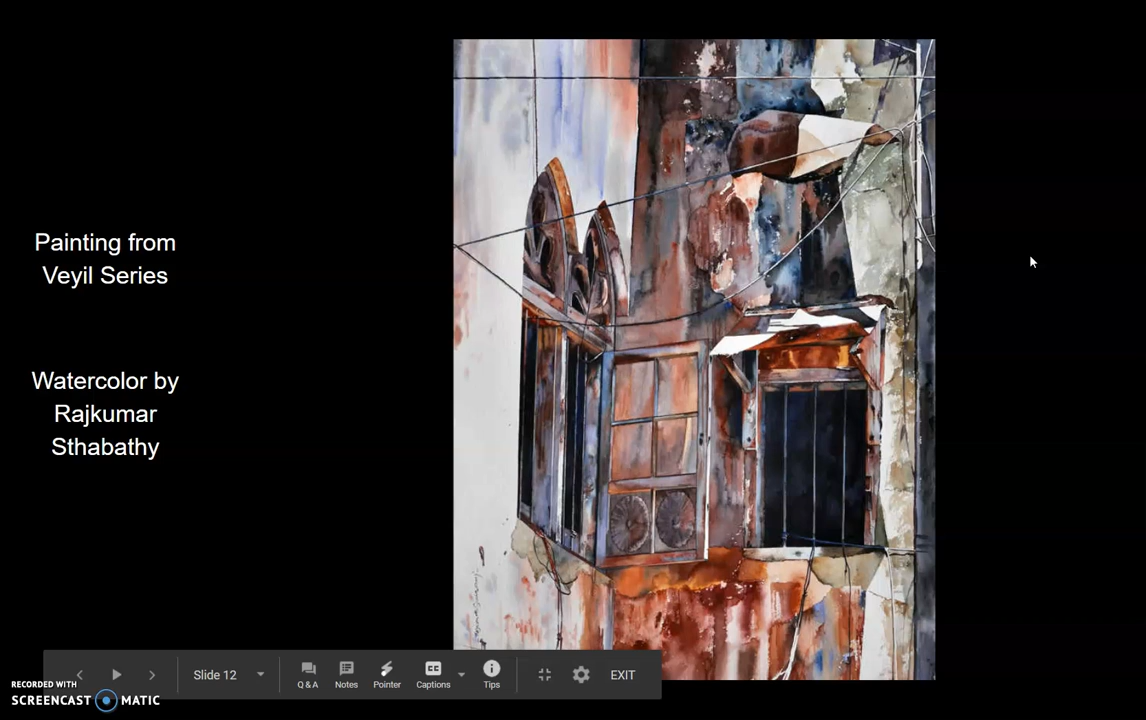 Painting from
Veyil Series
Watercolor by
Rajkumar
Sthabathy
Slide 12
Q & A
Notes
Pointer
Captions
Tips
EXIT
RECORDED WITH
SCREENCAST MATIC